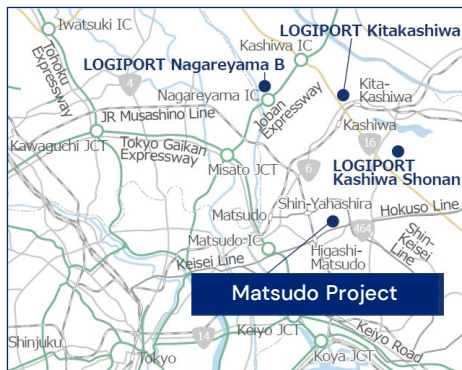 Iwatsuki IC
Tohoku
Expressway
LOGIPORT Kitakashiwa
Kashiwa IC
LOGIPORT Nagareyama B
4
Nagareyama IC
Joban
Expressway
Kita-
Kashiwa
JR Musashino Line
Kawaguchi JCT
Tokyo Gaikan
Expressway
Kashiwa
16
Misato JCT
6
LOGIPORT
Kashiwa Shonan
Shin-Yahashira
Hokuso Line
Matsudo
464
Matsudo IC
Higashi-
Matsudo
Shin-
Keisei
Line
Keisei Line
Matsudo Project
Shinjuku
14
Tokyo
Keiyo JCT
Keiyo Road
Koya JCT